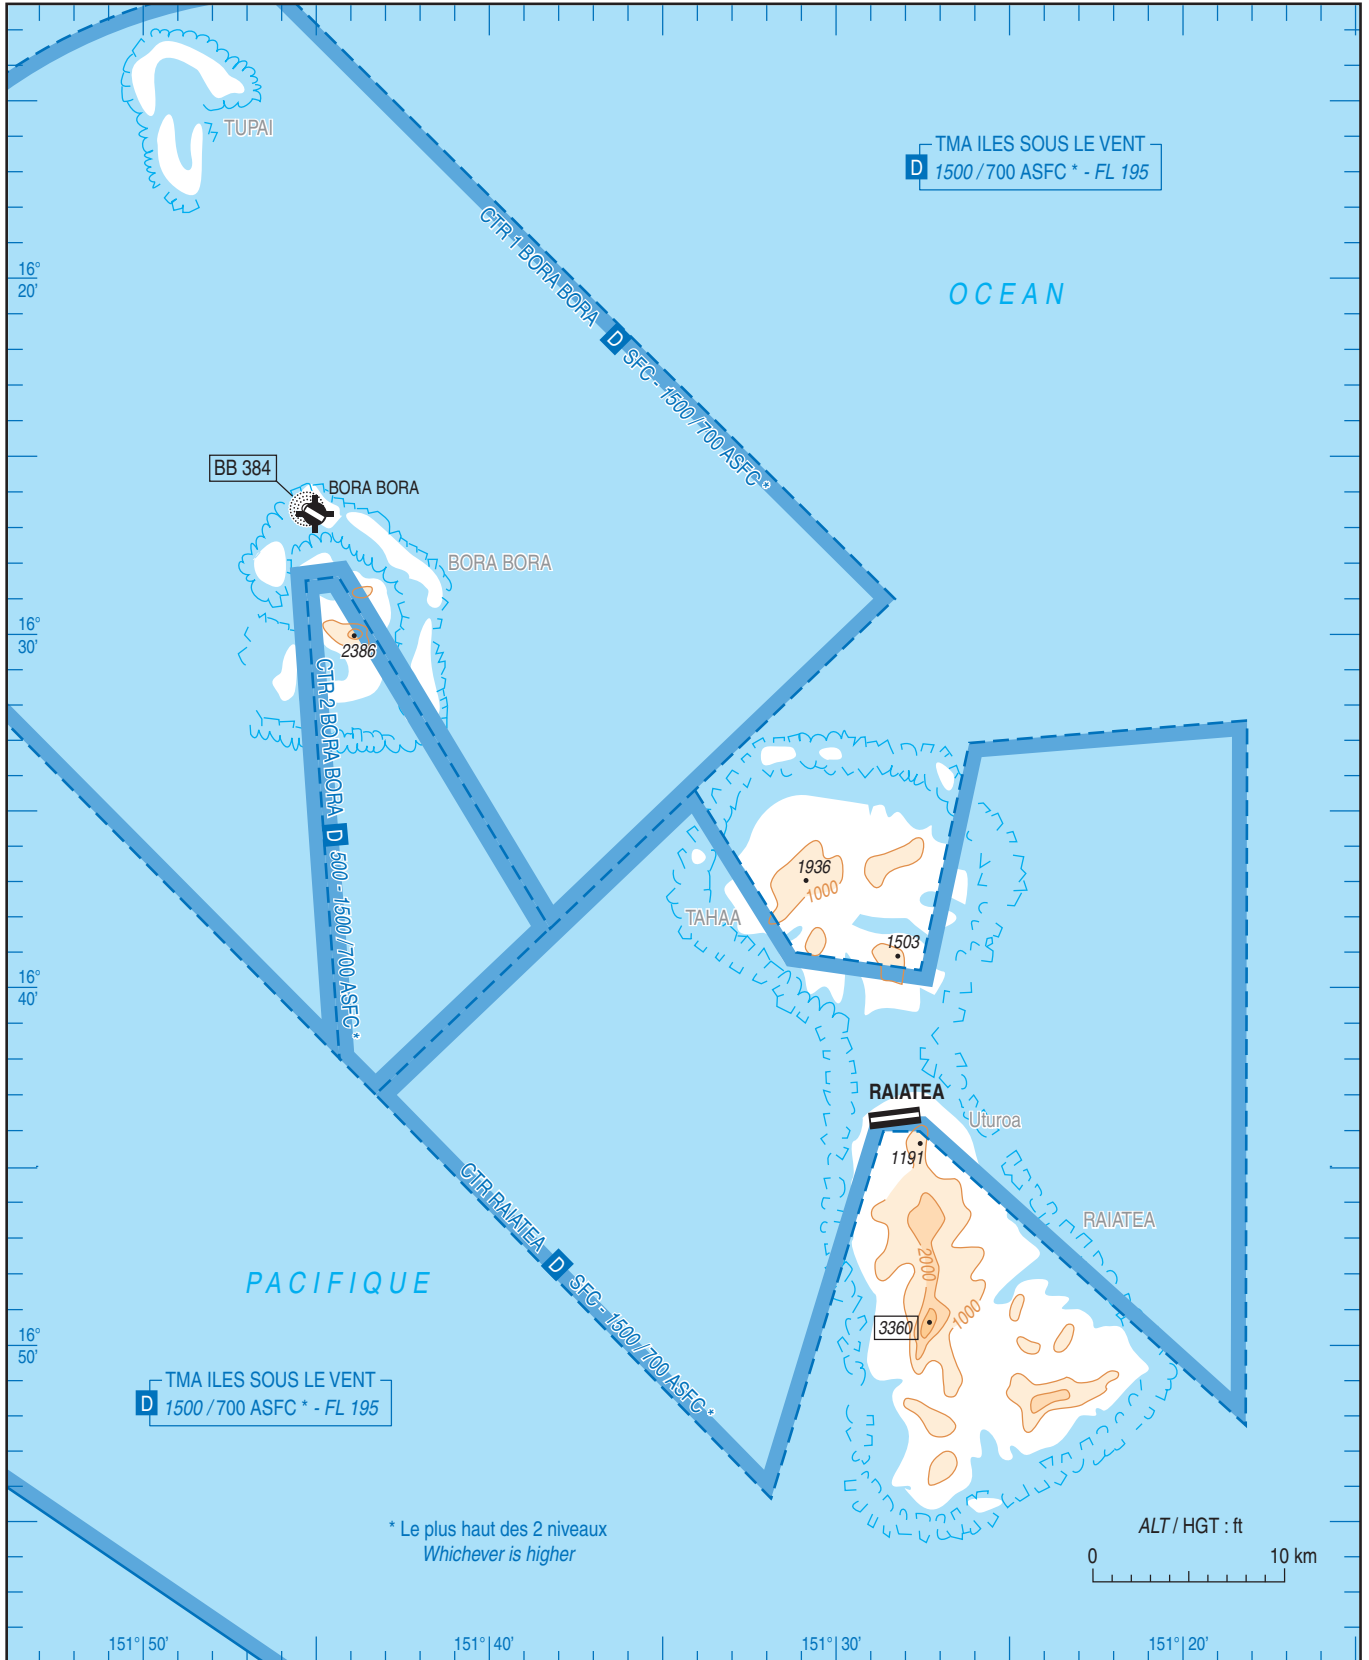 TUPAI
TMA ILES SOUS LE VENT
D 1500 / 700 ASFC * - FL 195
CTR 1 BORA BORA D SFC - 1500 / 700 ASFC *
16°
20'
OCEAN
BB 384
BORA BORA
BORA BORA
16°
30'
2386
CTR 2 BORA BORA D 500 - 1500 / 700 ASFC *
1936
1000
TAHAA
1503
16°
40'
RAIATEA
Uturoa
1191
RAIATEA
CTR RAIATEA D SFC - 1500 / 700 ASFC *
2000
1000
PACIFIQUE
3360
16°
50'
TMA ILES SOUS LE VENT
D 1500 / 700 ASFC * - FL 195
* Le plus haut des 2 niveaux
Whichever is higher
ALT / HGT : ft
0 10 km
151° 50' 151° 40' 151° 30' 151° 20'